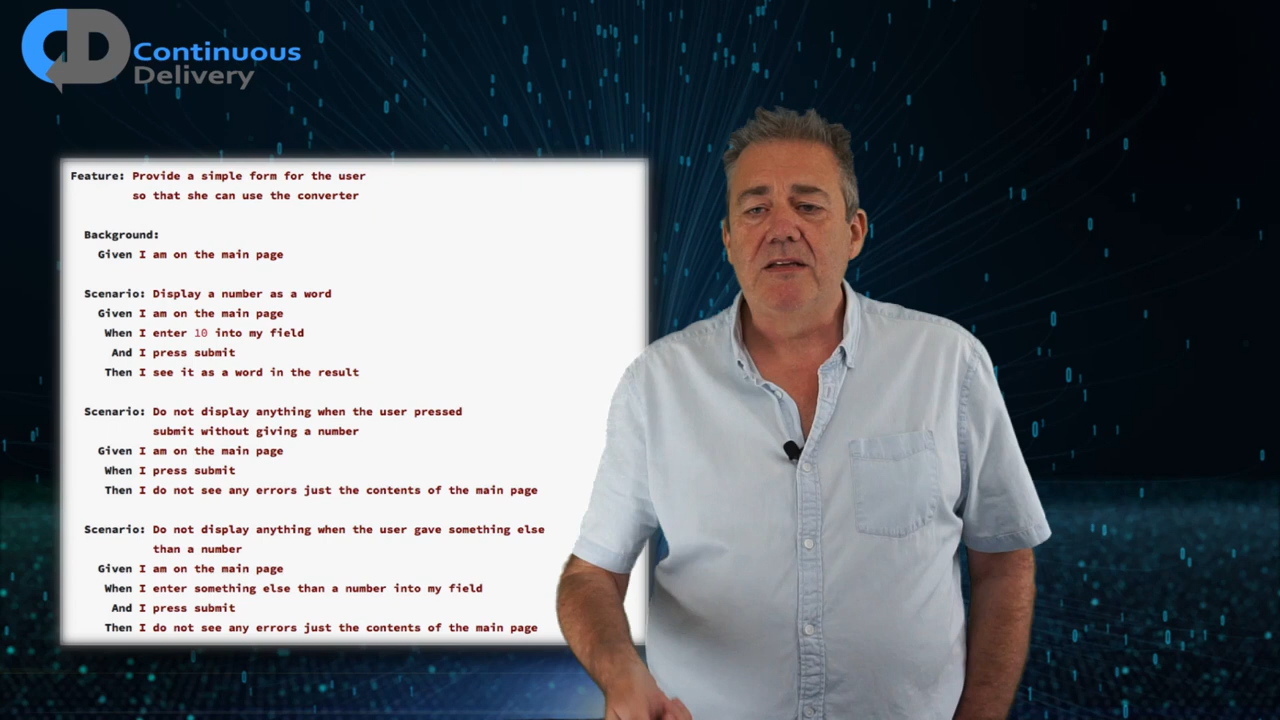 Continuous
Delivery
Feature: Provide a simple form for the user
so that she can use the converter
Background:
Given I am on the main page
Scenario: Display a number as a word
Given I am on the main page
When I enter 10 into my field
And I press submit
Then I see it as a word in the result
Scenario: Do not display anything when the user pressed
submit without giving a number
Given I am on the main page
When I press submit
Then I do not see any errors just the contents of the main page
Scenario: Do not display anything when the user gave something else
than a number
Given I am on the main page
When I enter something else than a number into my field
And I press submit
Then I do not see any errors just the contents of the main page